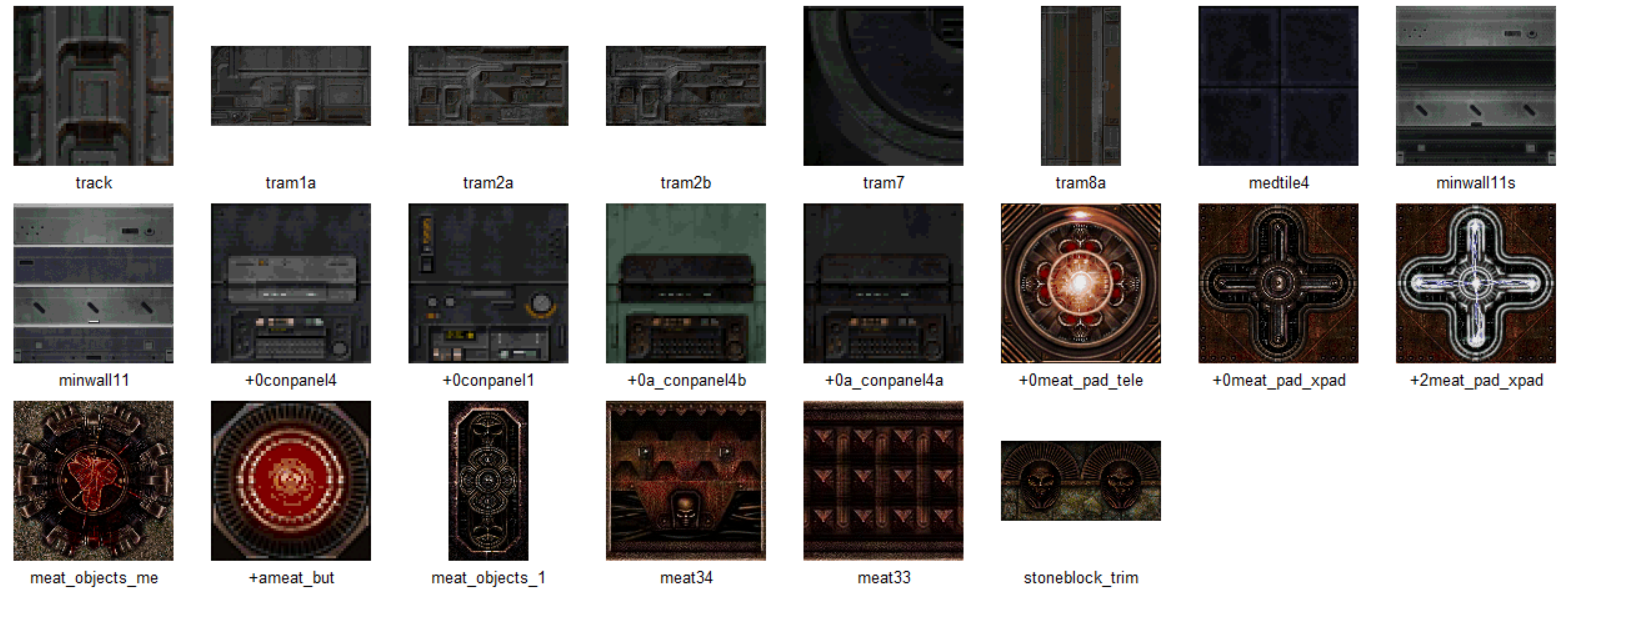 track tram1a tram2a tram2b tram7 tram8a medtile4 minwall11s
minwall11 +0conpanel4 +0conpanel1 +0a_conpanel4b +0a_conpanel4a +0meat_pad_tele +0meat_pad_xpad +2meat_pad_xpad
meat_objects_me +ameat_but meat_objects_1 meat34 meat33 stoneblock_trim